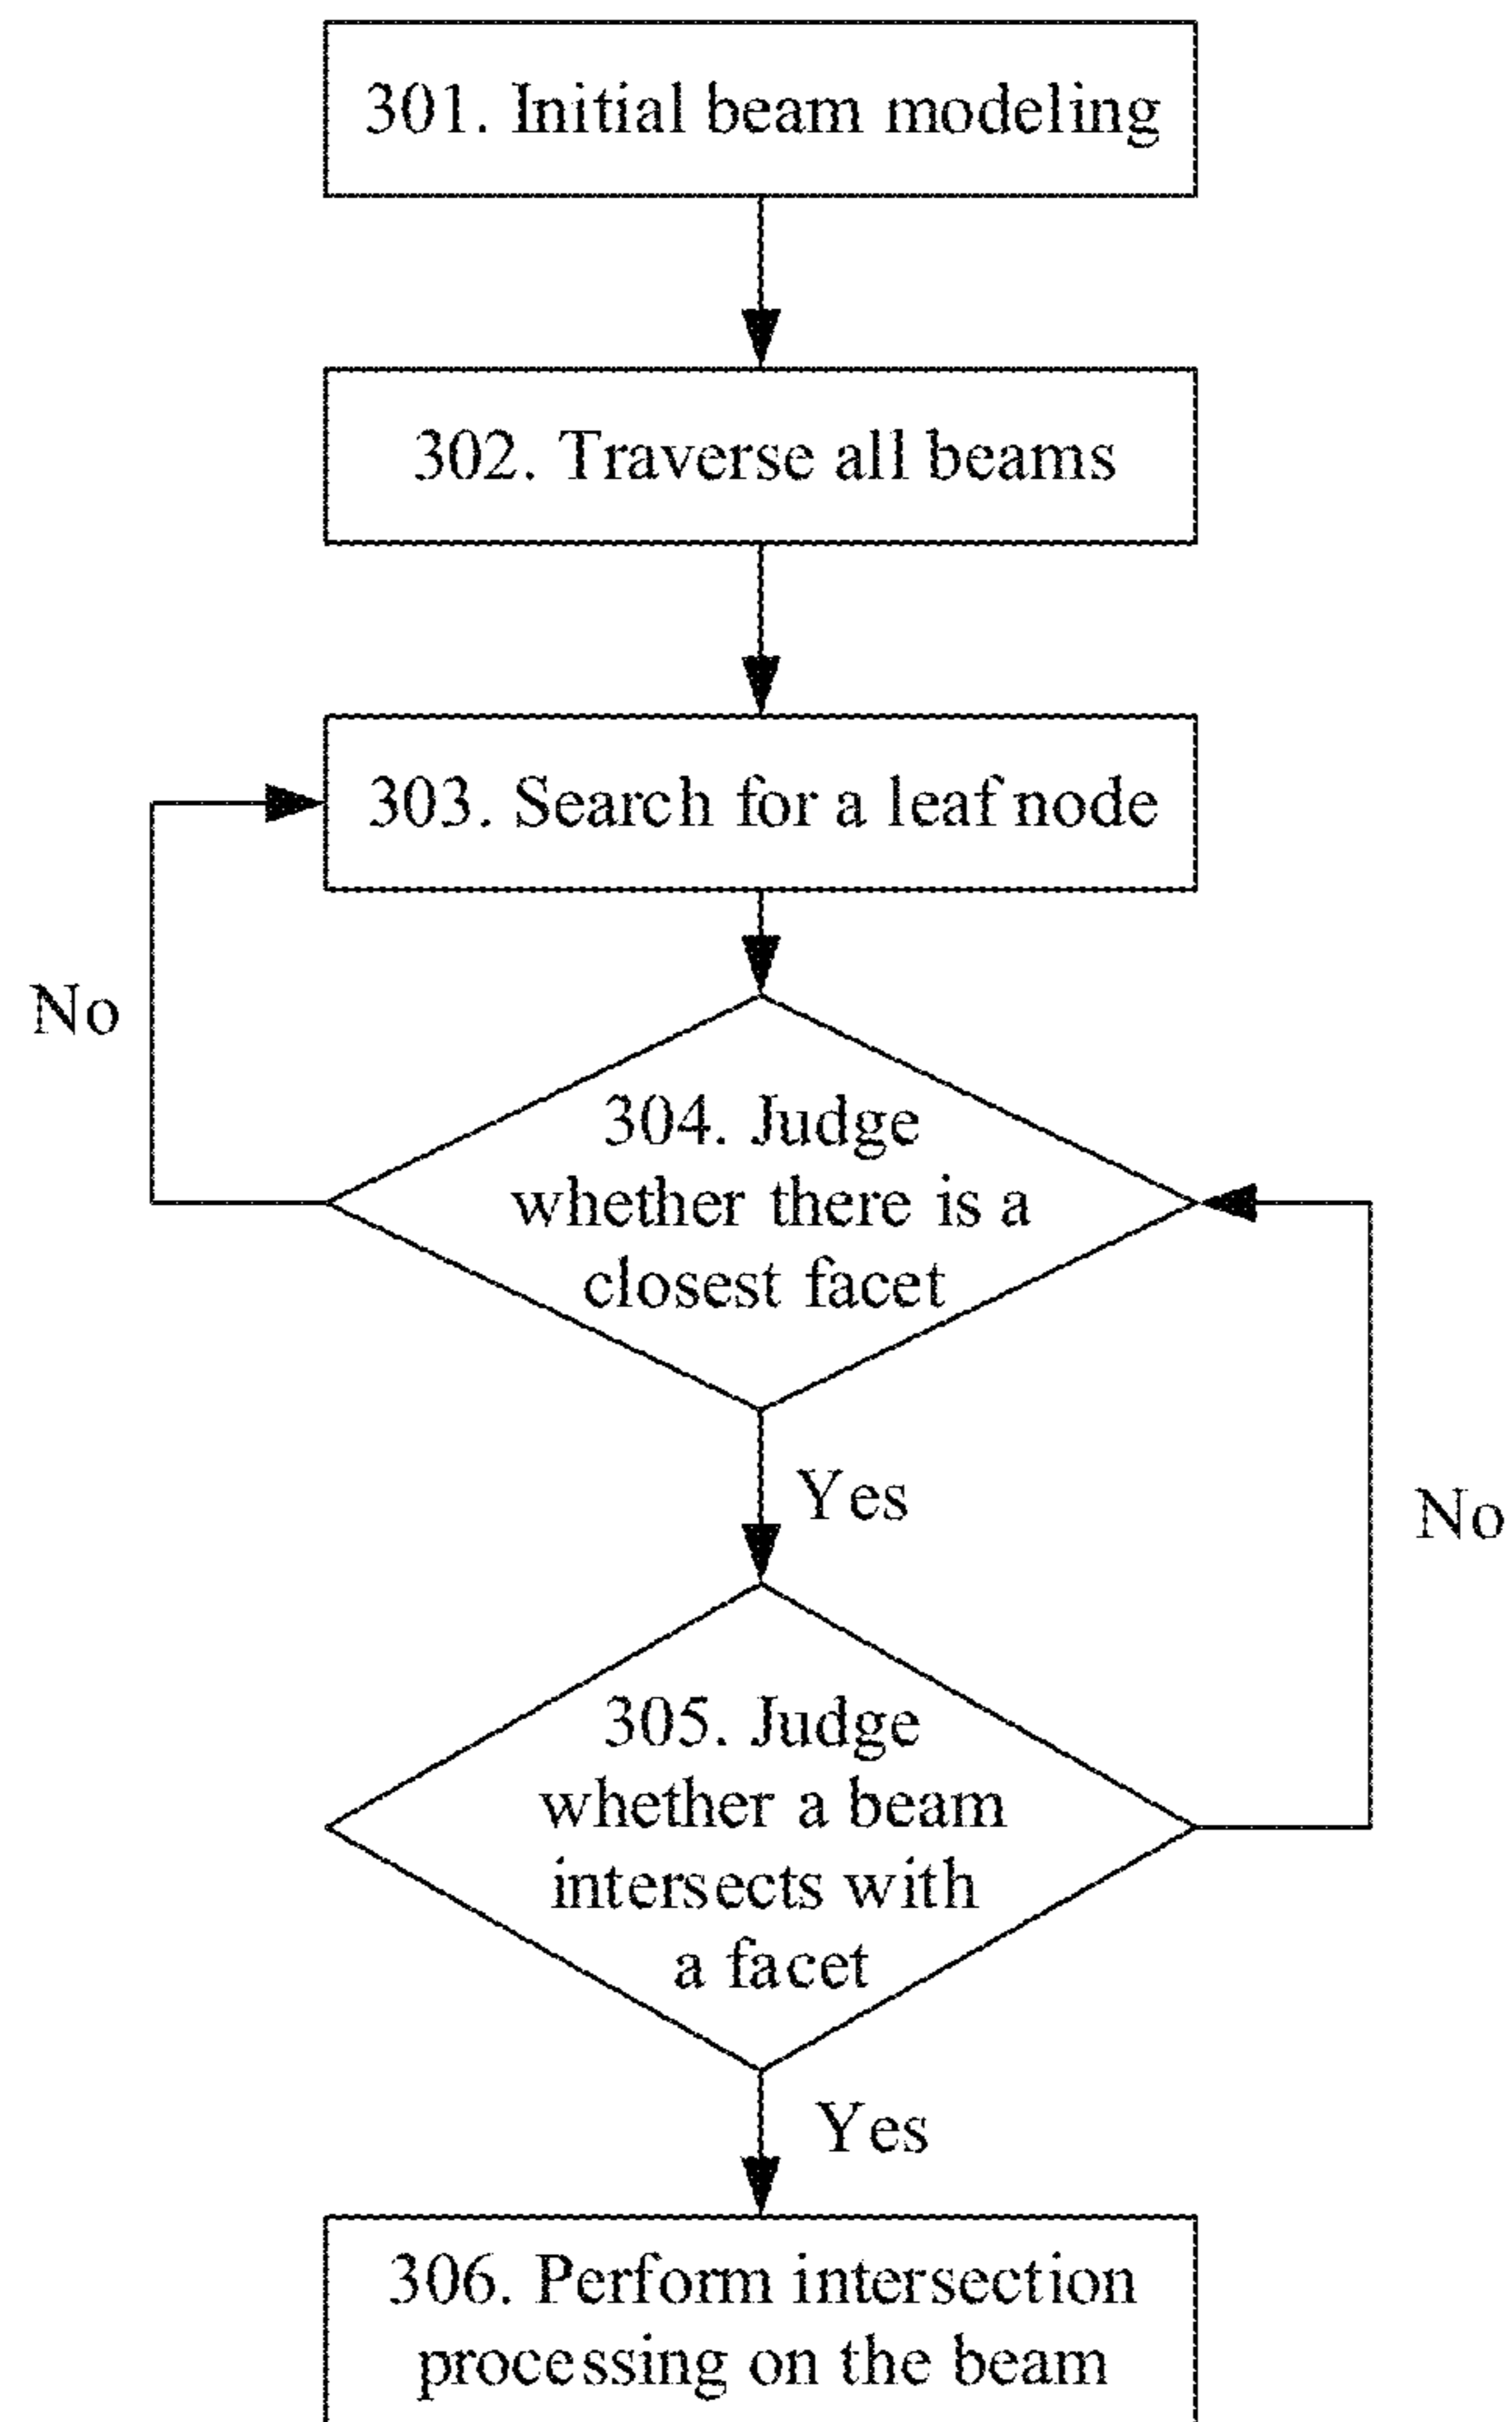 301. Initial beam modeling
302. Traverse all beams
303. Search for a leaf node
No
304. Judge
whether there is a
closest facet
Yes
No
305. Judge
whether a beam
intersects with
a facet
Yes
306. Perform intersection
processing on the beam